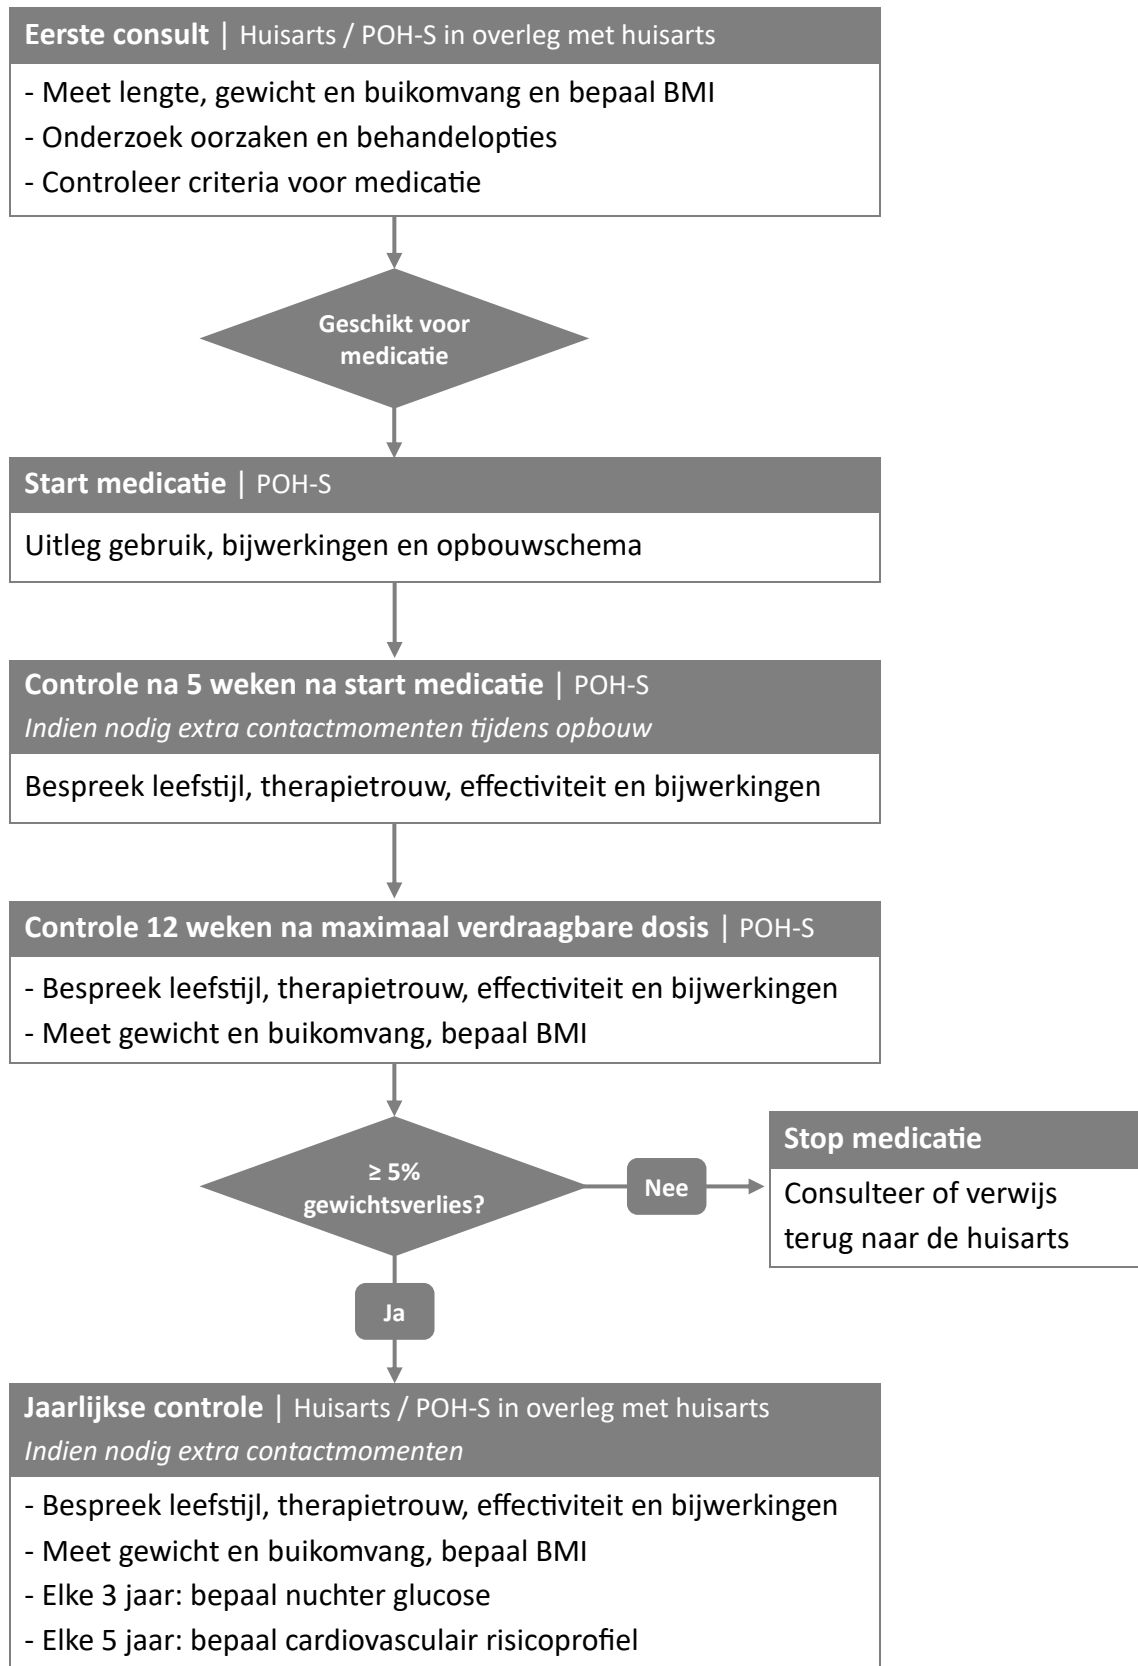 Eerste consult | Huisarts / POH-S in overleg met huisarts
- Meet lengte, gewicht en buikomvang en bepaal BMI
- Onderzoek oorzaken en behandelopties
- Controleer criteria voor medicatie
Geschikt voor
medicatie
Start medicatie | POH-S
Uitleg gebruik, bijwerkingen en opbouwschema
Controle na 5 weken na start medicatie | POH-S
Indien nodig extra contactmomenten tijdens opbouw
Bespreek leefstijl, therapietrouw, effectiviteit en bijwerkingen
Controle 12 weken na maximaal verdraagbare dosis | POH-S
- Bespreek leefstijl, therapietrouw, effectiviteit en bijwerkingen
- Meet gewicht en buikomvang, bepaal BMI
≥ 5%
gewichtsverlies?
Nee
Stop medicatie
Consulteer of verwijs
terug naar de huisarts
Ja
Jaarlijkse controle | Huisarts / POH-S in overleg met huisarts
Indien nodig extra contactmomenten
- Bespreek leefstijl, therapietrouw, effectiviteit en bijwerkingen
- Meet gewicht en buikomvang, bepaal BMI
- Elke 3 jaar: bepaal nuchter glucose
- Elke 5 jaar: bepaal cardiovasculair risicoprofiel